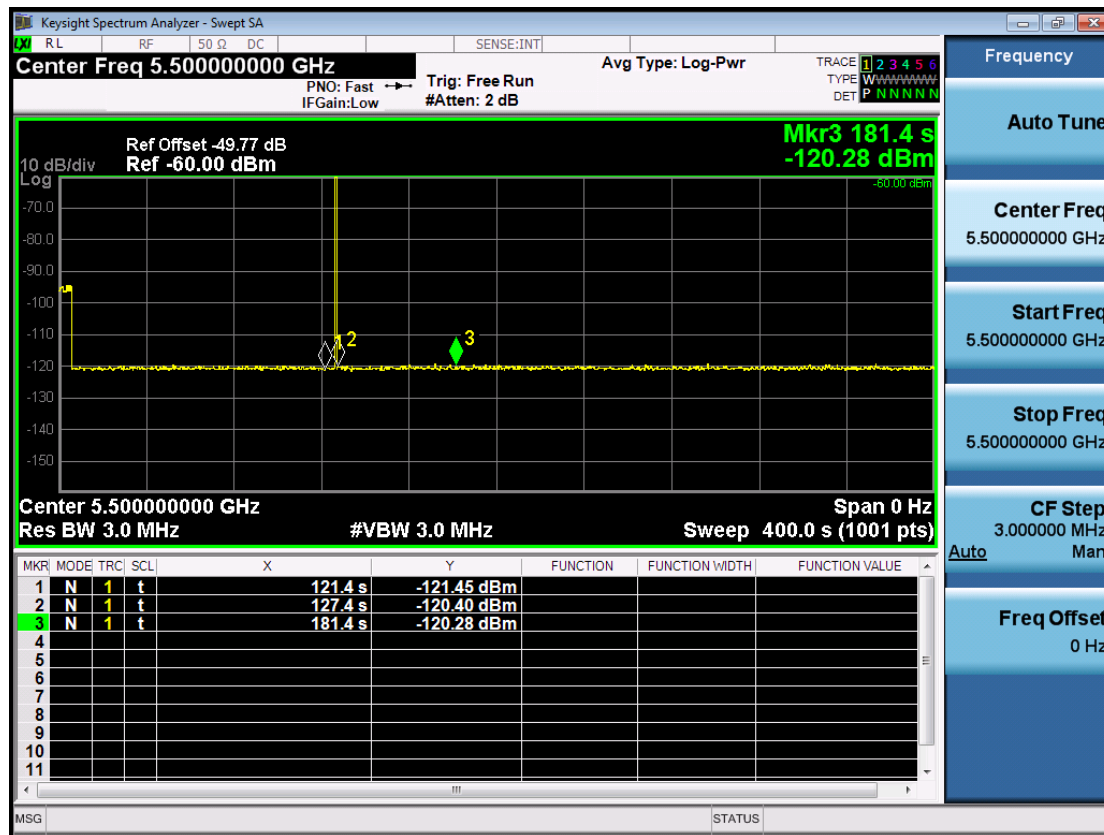 Keysight Spectrum Analyzer - Swept SA
LXI RL RF 50 Ω DC SENSE:INT
Center Freq 5.500000000 GHz
PNO: Fast
IFGain:Low
Trig: Free Run
#Atten: 2 dB
Avg Type: Log-Pwr
TRACE 1 2 3 4 5 6
TYPE WWWWWWW
DET P N N N N N
Mkr3 181.4 s
-120.28 dBm
Ref Offset -49.77 dB
10 dB/div Ref -60.00 dBm
Log
-60.00 dBm
-70.0
-80.0
-90.0
-100
-110
-120
-130
-140
-150
1 2 3
Center 5.500000000 GHz Span 0 Hz
Res BW 3.0 MHz #VBW 3.0 MHz Sweep 400.0 s (1001 pts)
MKR MODE TRC SCL X Y FUNCTION FUNCTION WIDTH FUNCTION VALUE
1 N 1 t 121.4 s -121.45 dBm
2 N 1 t 127.4 s -120.40 dBm
3 N 1 t 181.4 s -120.28 dBm
4
5
6
7
8
9
10
11
MSG STATUS
Frequency
Auto Tune
Center Freq
5.500000000 GHz
Start Freq
5.500000000 GHz
Stop Freq
5.500000000 GHz
CF Step
3.000000 MHz
Auto Man
Freq Offset
0 Hz